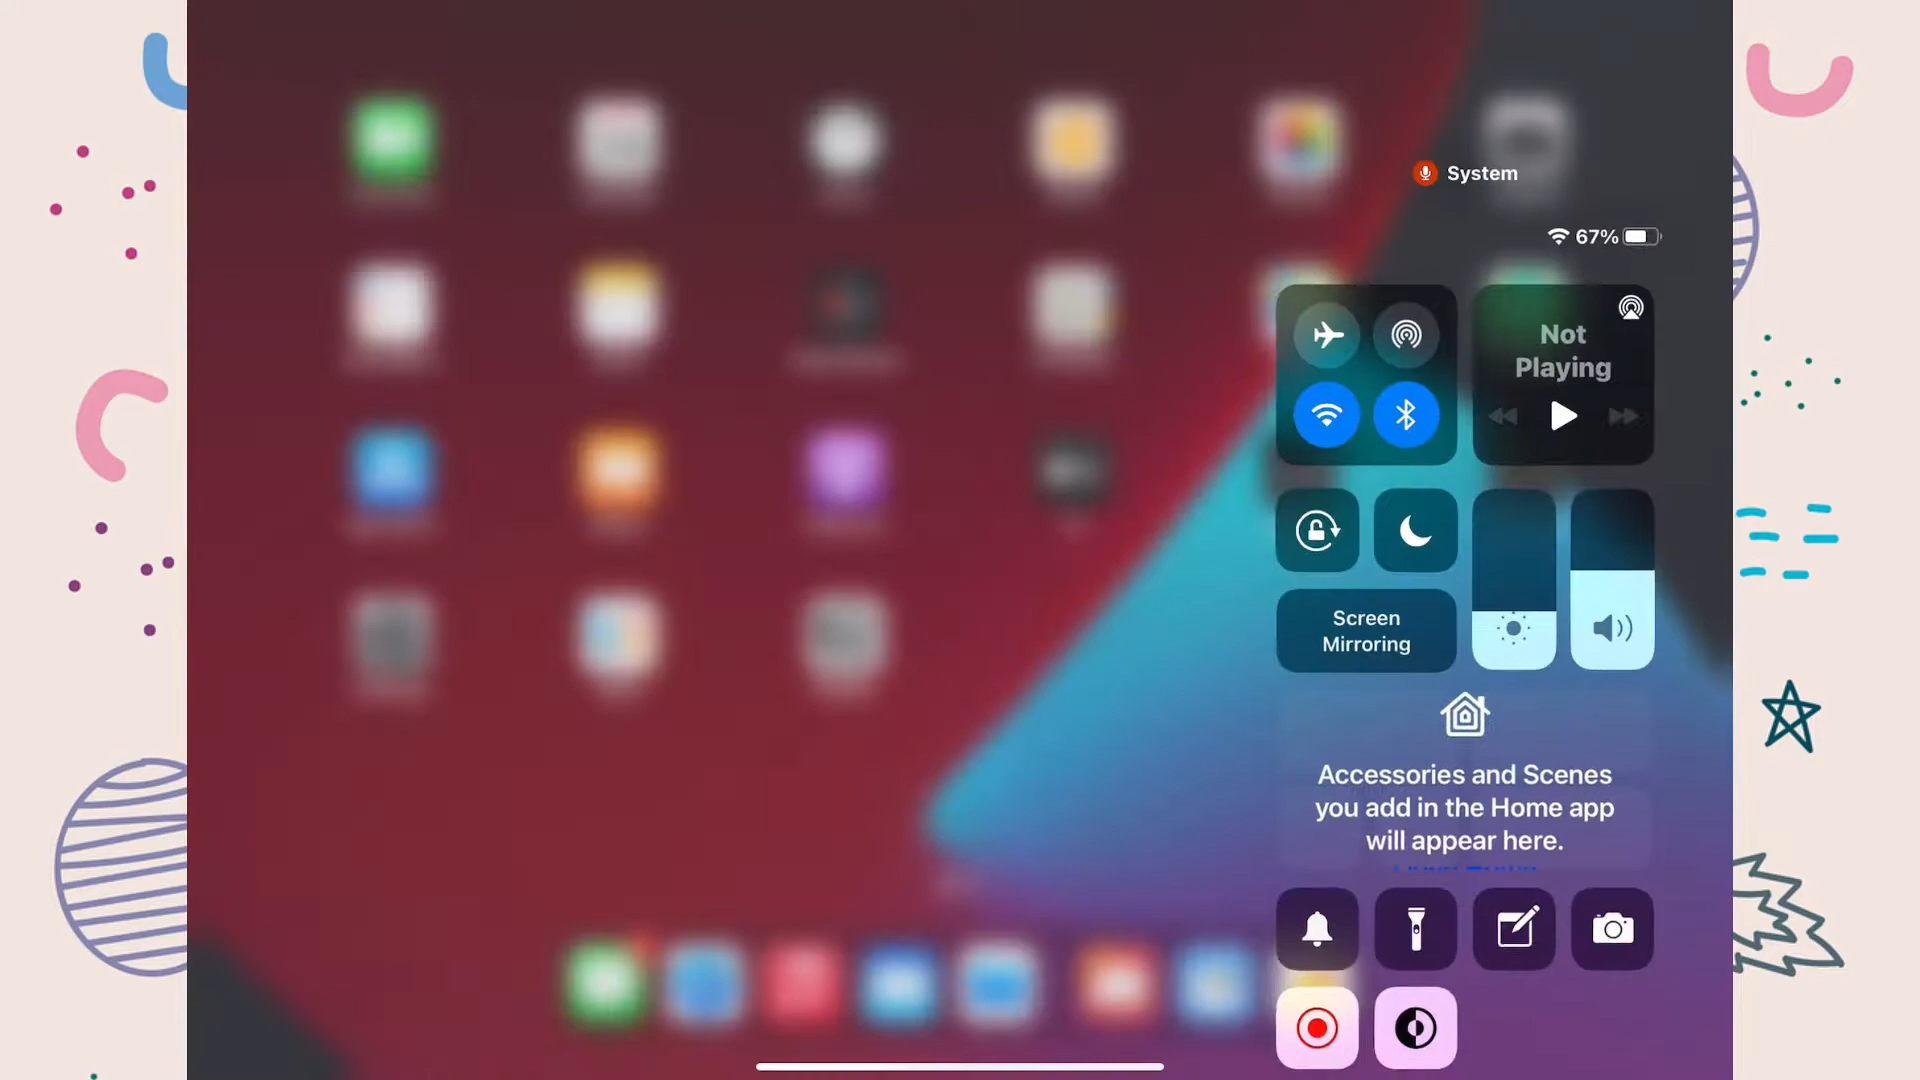 System
67%
Not
Playing
Screen
Mirroring
Accessories and Scenes
you add in the Home app
will appear here.